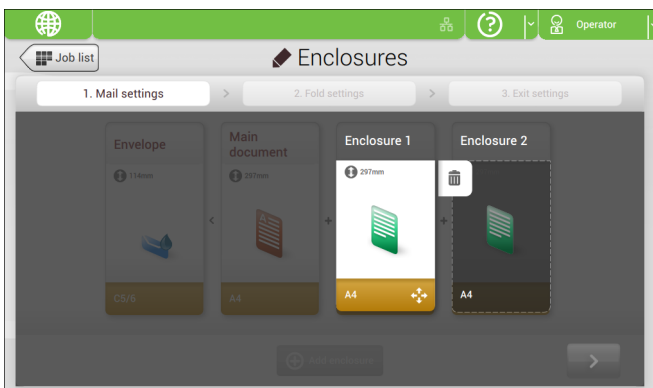 Operator
Job list
Enclosures
1. Mail settings
>
2. Fold settings
>
3. Exit settings
Envelope
Main
document
Enclosure 1
Enclosure 2
114mm
297mm
297mm
<
+
+
C5/6
A4
A4
A4
Add enclosure